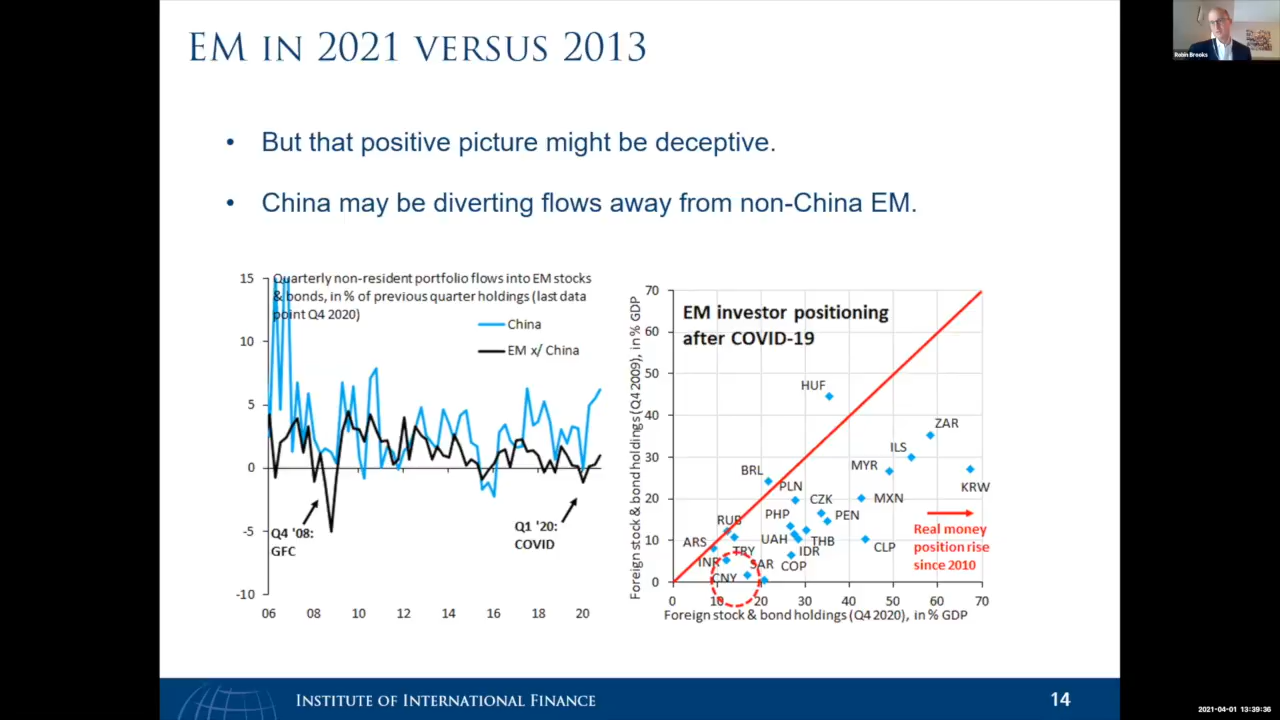 EM IN 2021 VERSUS 2013
Robin Brooks
• But that positive picture might be deceptive.
• China may be diverting flows away from non-China EM.
Quarterly non-resident portfolio flows into EM stocks
& bonds, in % of previous quarter holdings (last data
point Q4 2020)
China
EM x/ China
15
10
5
0
-5
-10
Q4 '08:
GFC
Q1 '20:
COVID
06 08 10 12 14 16 18 20
EM investor positioning
after COVID-19
Foreign stock & bond holdings (Q4 2009), in % GDP
70
60
50
40
30
20
10
0
HUF
ZAR
ILS
MYR
BRL
KRW
PLN
MXN
CZK
PHP
PEN
RUB
ARS
UAH
THB
CLP
TRY
IDR
INR
SAR
COP
CNY
Real money
position rise
since 2010
0 10 20 30 40 50 60 70
Foreign stock & bond holdings (Q4 2020), in % GDP
INSTITUTE OF INTERNATIONAL FINANCE
14
2021-04-01 13:39:36